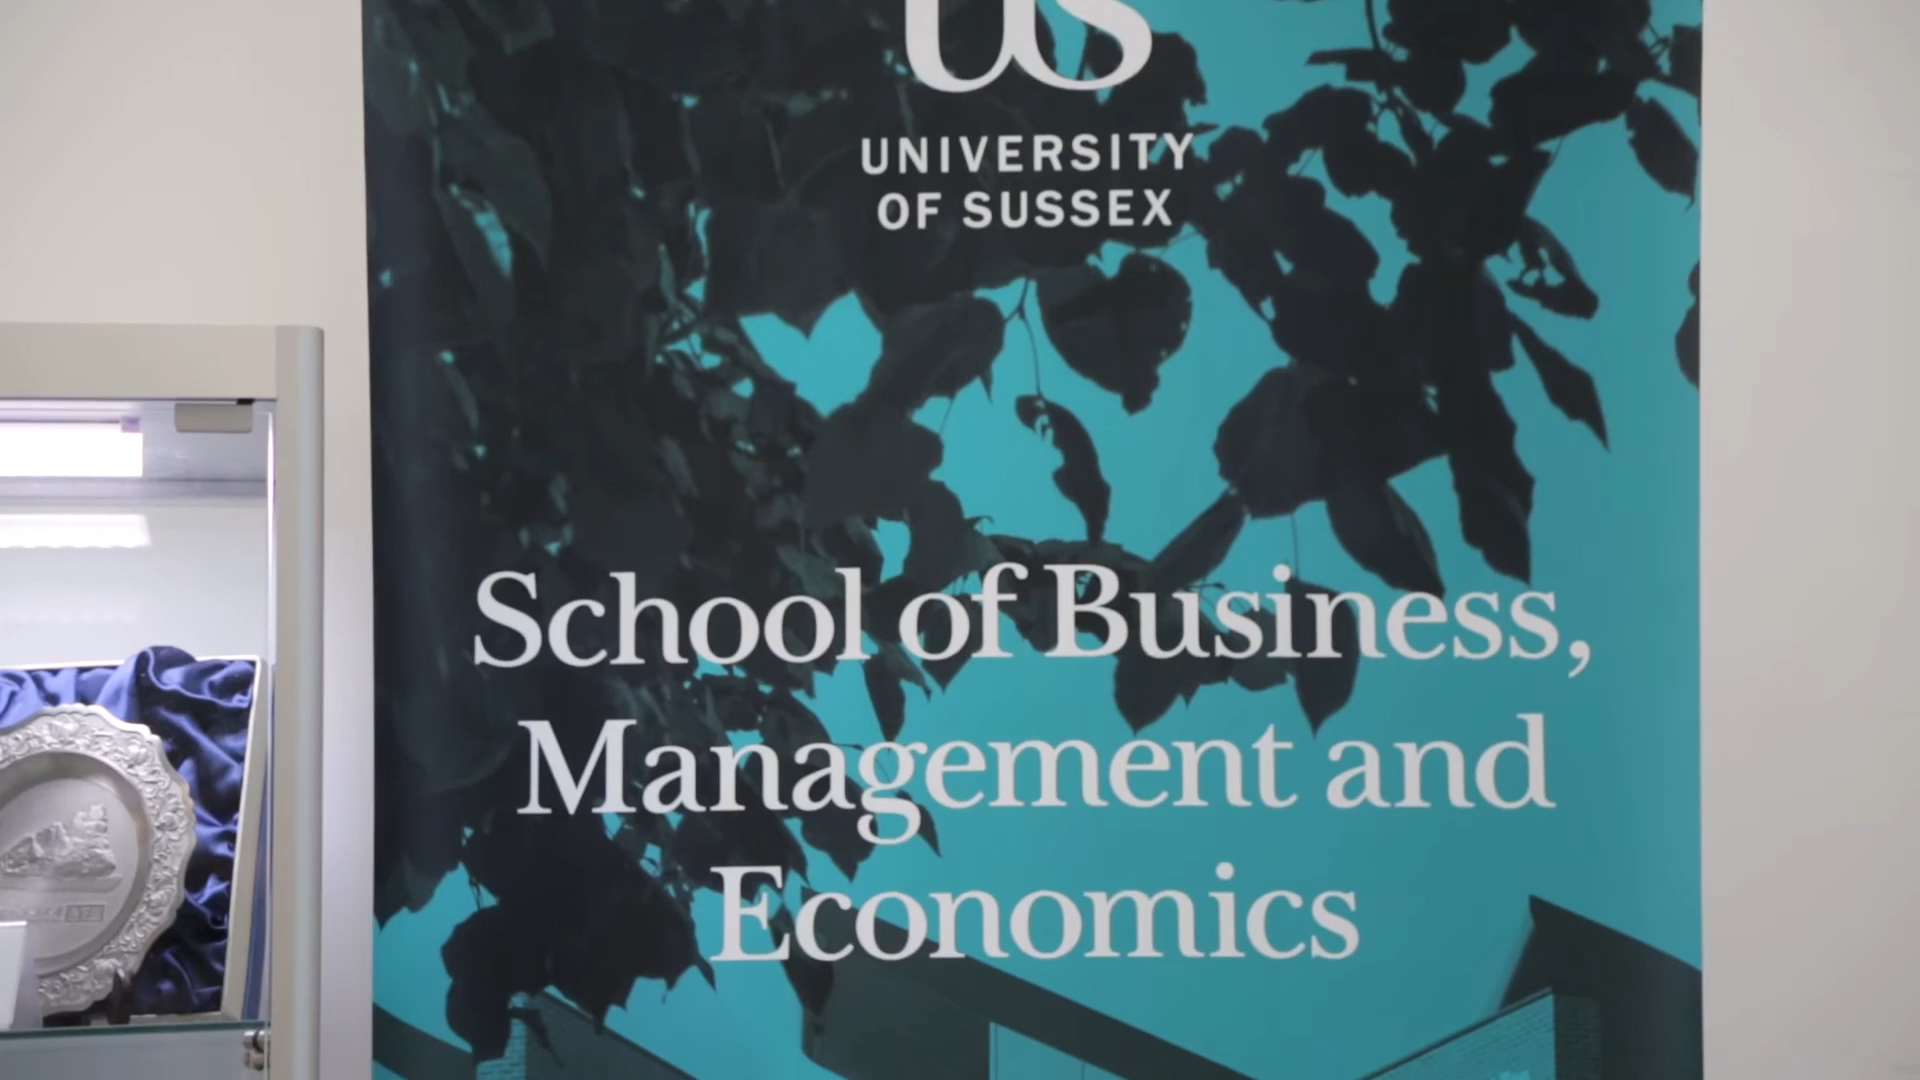 US
UNIVERSITY
OF SUSSEX
School of Business,
Management and
Economics